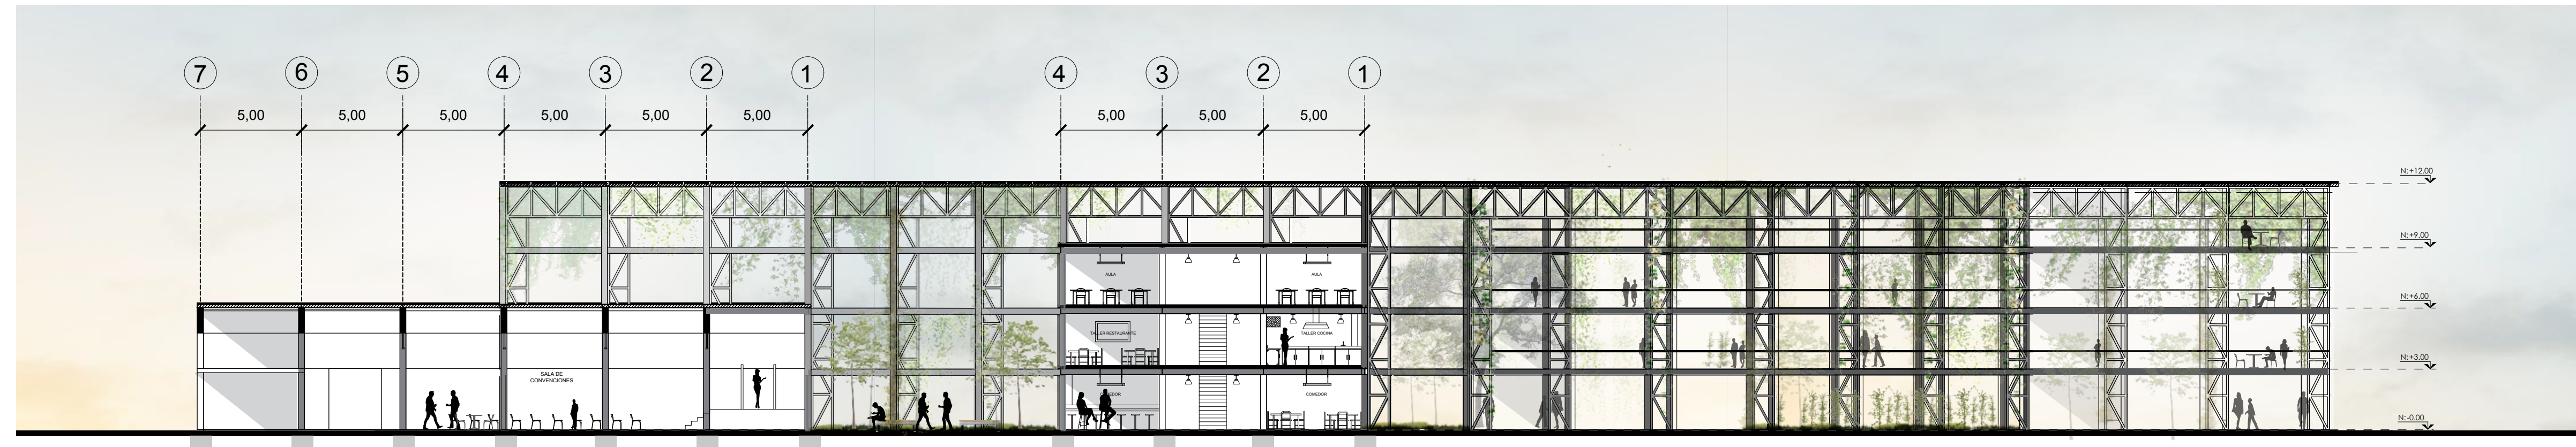 7 6 5 4 3 2 1 4 3 2 1
5,00 5,00 5,00 5,00 5,00 5,00 5,00 5,00 5,00
N:+12.00
N:+9.00
AULA AULA
N:+6.00
TALLER RESTAURANTE TALLER COCINA
N:+3.00
SALA DE
CONVENCIONES
COMEDOR
N:-0.00